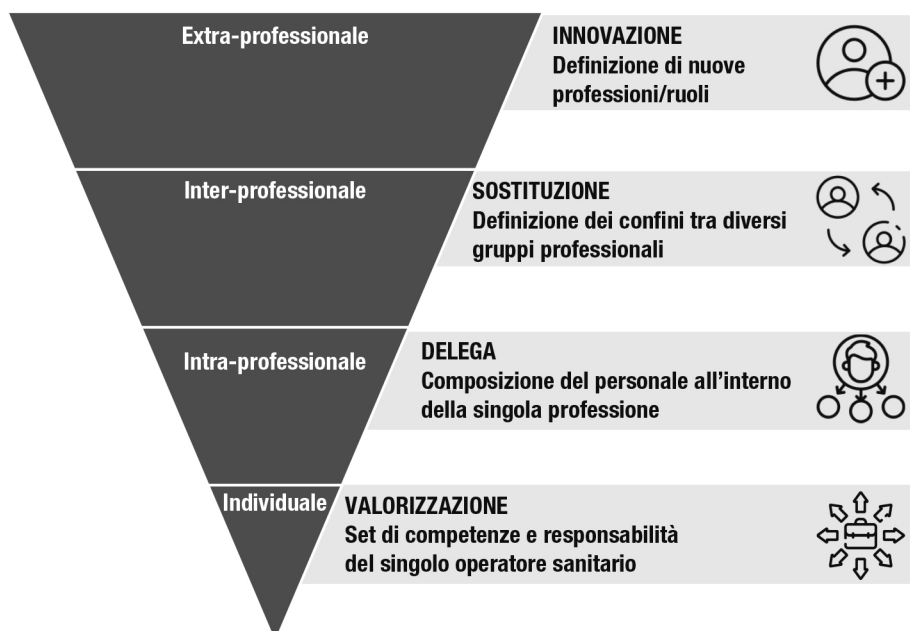 Extra-professionale
INNOVAZIONE
Definizione di nuove
professioni/ruoli
Inter-professionale
SOSTITUZIONE
Definizione dei confini tra diversi
gruppi professionali
Intra-professionale
DELEGA
Composizione del personale all’interno
della singola professione
Individuale
VALORIZZAZIONE
Set di competenze e responsabilità
del singolo operatore sanitario